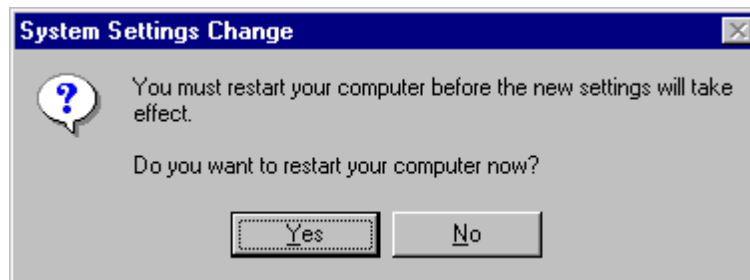 System Settings Change
You must restart your computer before the new settings will take
effect.
Do you want to restart your computer now?
Yes
No